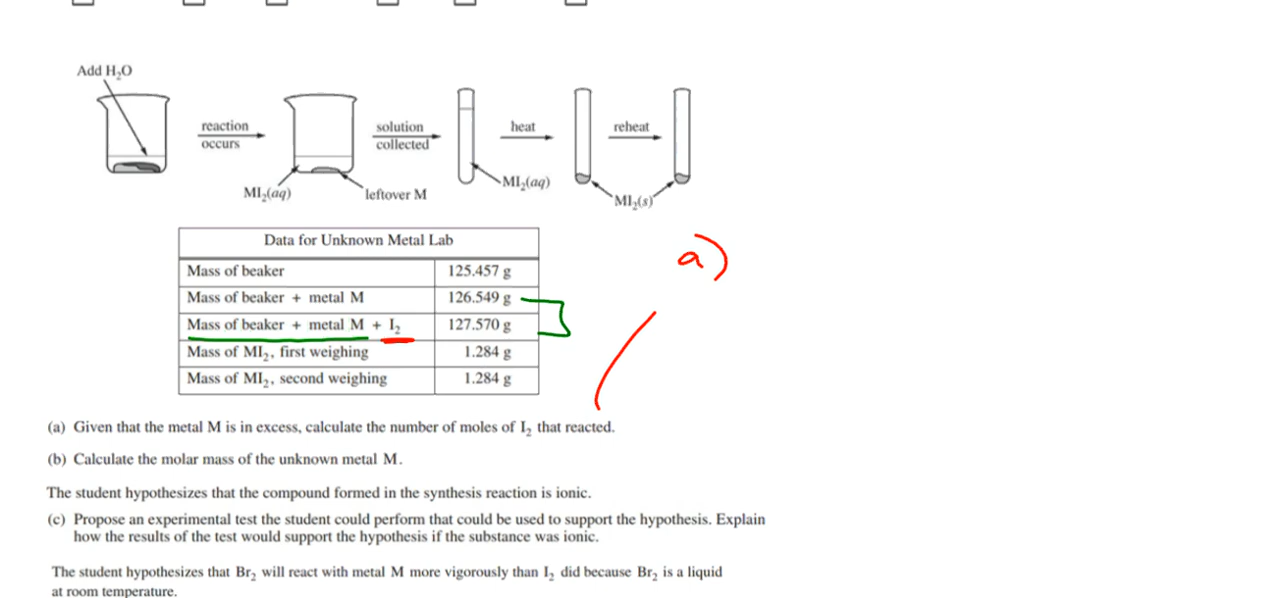 Add H₂O
reaction
occurs
solution
collected
heat
reheat
MI₂(aq)
leftover M
MI₂(aq)
MI₂(s)
Data for Unknown Metal Lab
Mass of beaker 125.457 g
Mass of beaker + metal M 126.549 g
Mass of beaker + metal M + I₂ 127.570 g
Mass of MI₂, first weighing 1.284 g
Mass of MI₂, second weighing 1.284 g
a)
(a) Given that the metal M is in excess, calculate the number of moles of I₂ that reacted.
(b) Calculate the molar mass of the unknown metal M.
The student hypothesizes that the compound formed in the synthesis reaction is ionic.
(c) Propose an experimental test the student could perform that could be used to support the hypothesis. Explain
how the results of the test would support the hypothesis if the substance was ionic.
The student hypothesizes that Br₂ will react with metal M more vigorously than I₂ did because Br₂ is a liquid
at room temperature.